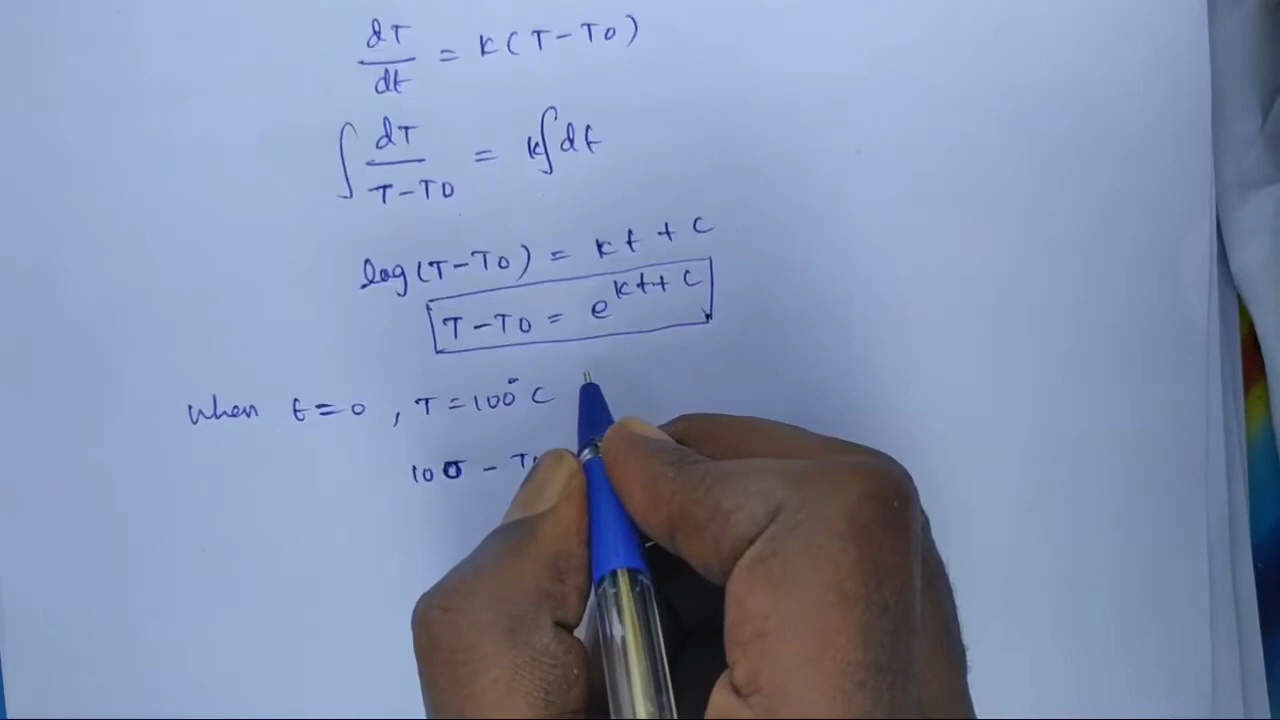 dT/dt = k(T-T0)
∫ dT/T-T0 = k∫dt
log(T-T0) = kt + c
T-T0 = e^kt+c
When t=0, T=100°C
100 - T